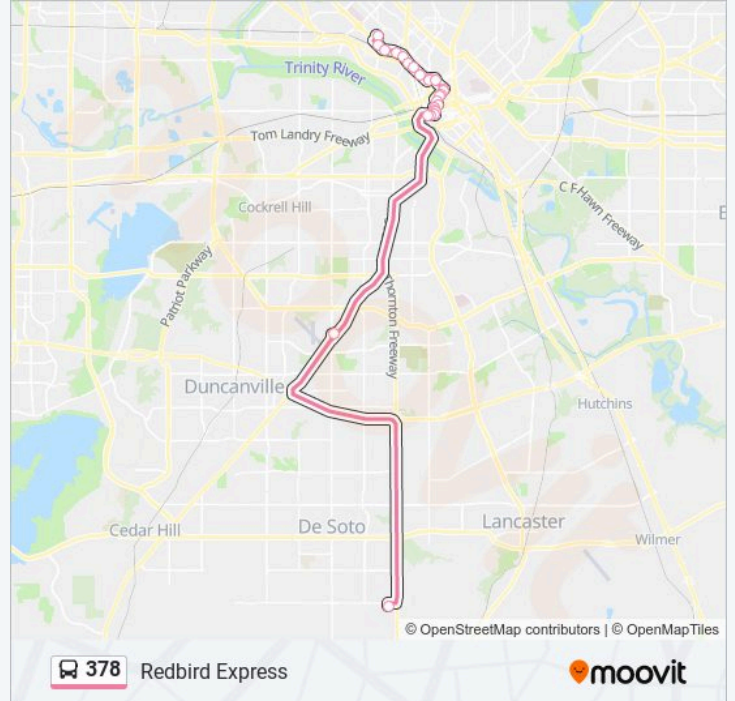 Trinity River
Tom Landry Freeway
C F Hawn Freeway
Cockrell Hill
Patriot Parkway
Thornton Freeway
Duncanville
Hutchins
De Soto
Lancaster
Cedar Hill
Wilmer
© OpenStreetMap contributors | © OpenMapTiles
378 Redbird Express
moovit